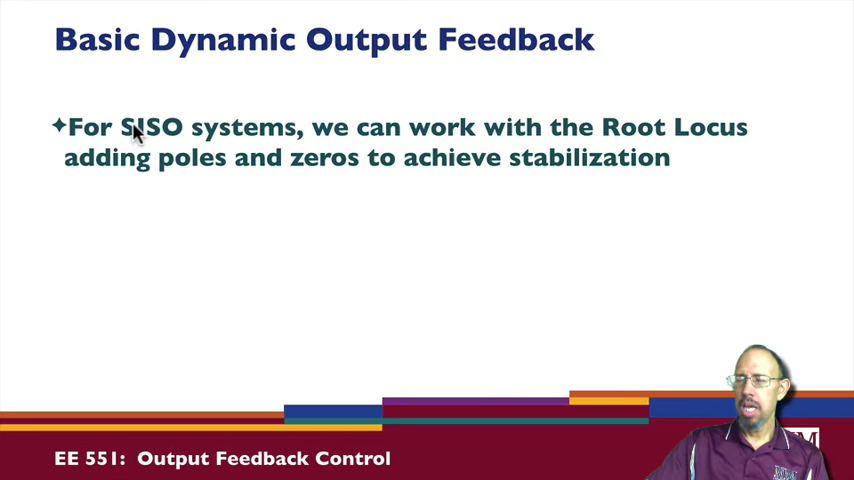 Basic Dynamic Output Feedback
✦For SISO systems, we can work with the Root Locus
adding poles and zeros to achieve stabilization
EE 551: Output Feedback Control